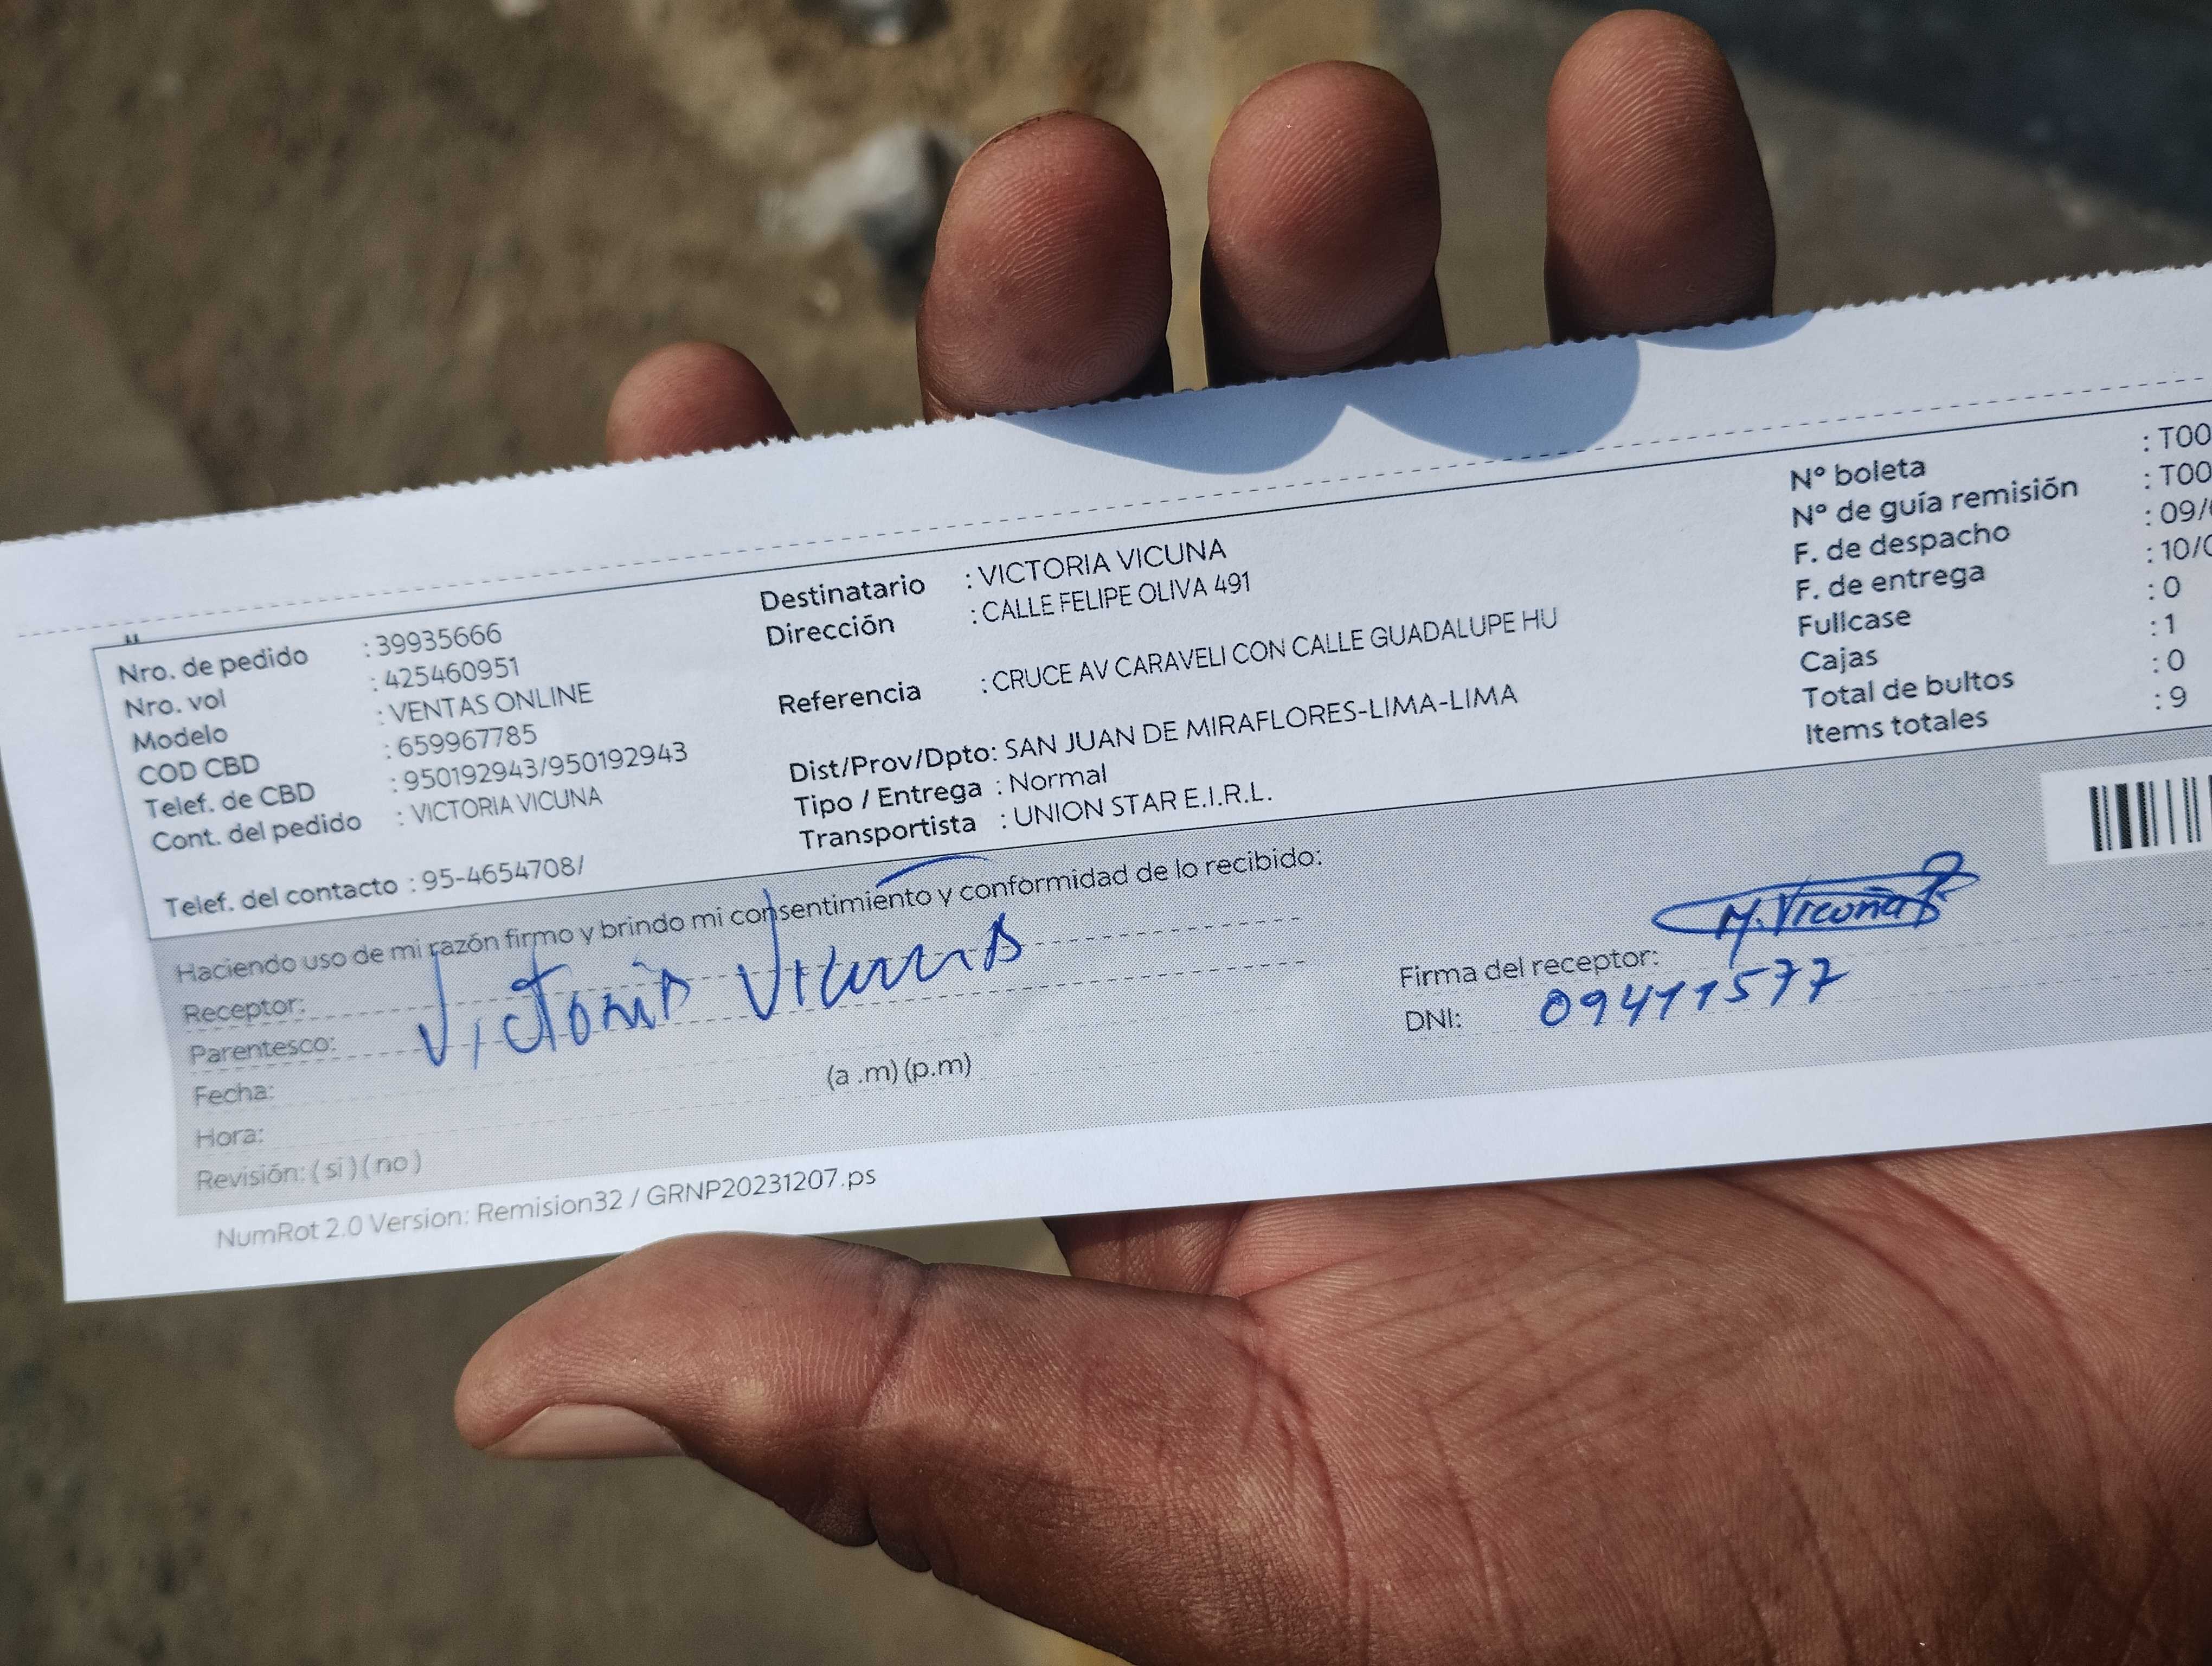 Nro. de pedido : 39935666
Nro. vol : 425460951
Modelo : VENTAS ONLINE
COD CBD : 659967785
Telef. de CBD : 950192943/950192943
Cont. del pedido : VICTORIA VICUNA
Telef. del contacto : 95-4654708/
Destinatario : VICTORIA VICUNA
Dirección : CALLE FELIPE OLIVA 491
Referencia : CRUCE AV CARAVELI CON CALLE GUADALUPE HU
Dist/Prov/Dpto: SAN JUAN DE MIRAFLORES-LIMA-LIMA
Tipo / Entrega : Normal
Transportista : UNION STAR E.I.R.L.
Nº boleta : T00
Nº de guía remisión : T00
F. de despacho : 09/
F. de entrega : 10/
Fullcase : 0
Cajas : 1
Total de bultos : 0
Items totales : 9
Haciendo uso de mi razón firmo y brindo mi consentimiento y conformidad de lo recibido:
Receptor:
Victoria Vicuna
Parentesco:
Fecha:
Hora: (a .m) (p.m)
Revisión: ( si ) ( no )
Firma del receptor: M. Vicuña
DNI: 09411577
NumRot 2.0 Version: Remision32 / GRNP20231207.ps